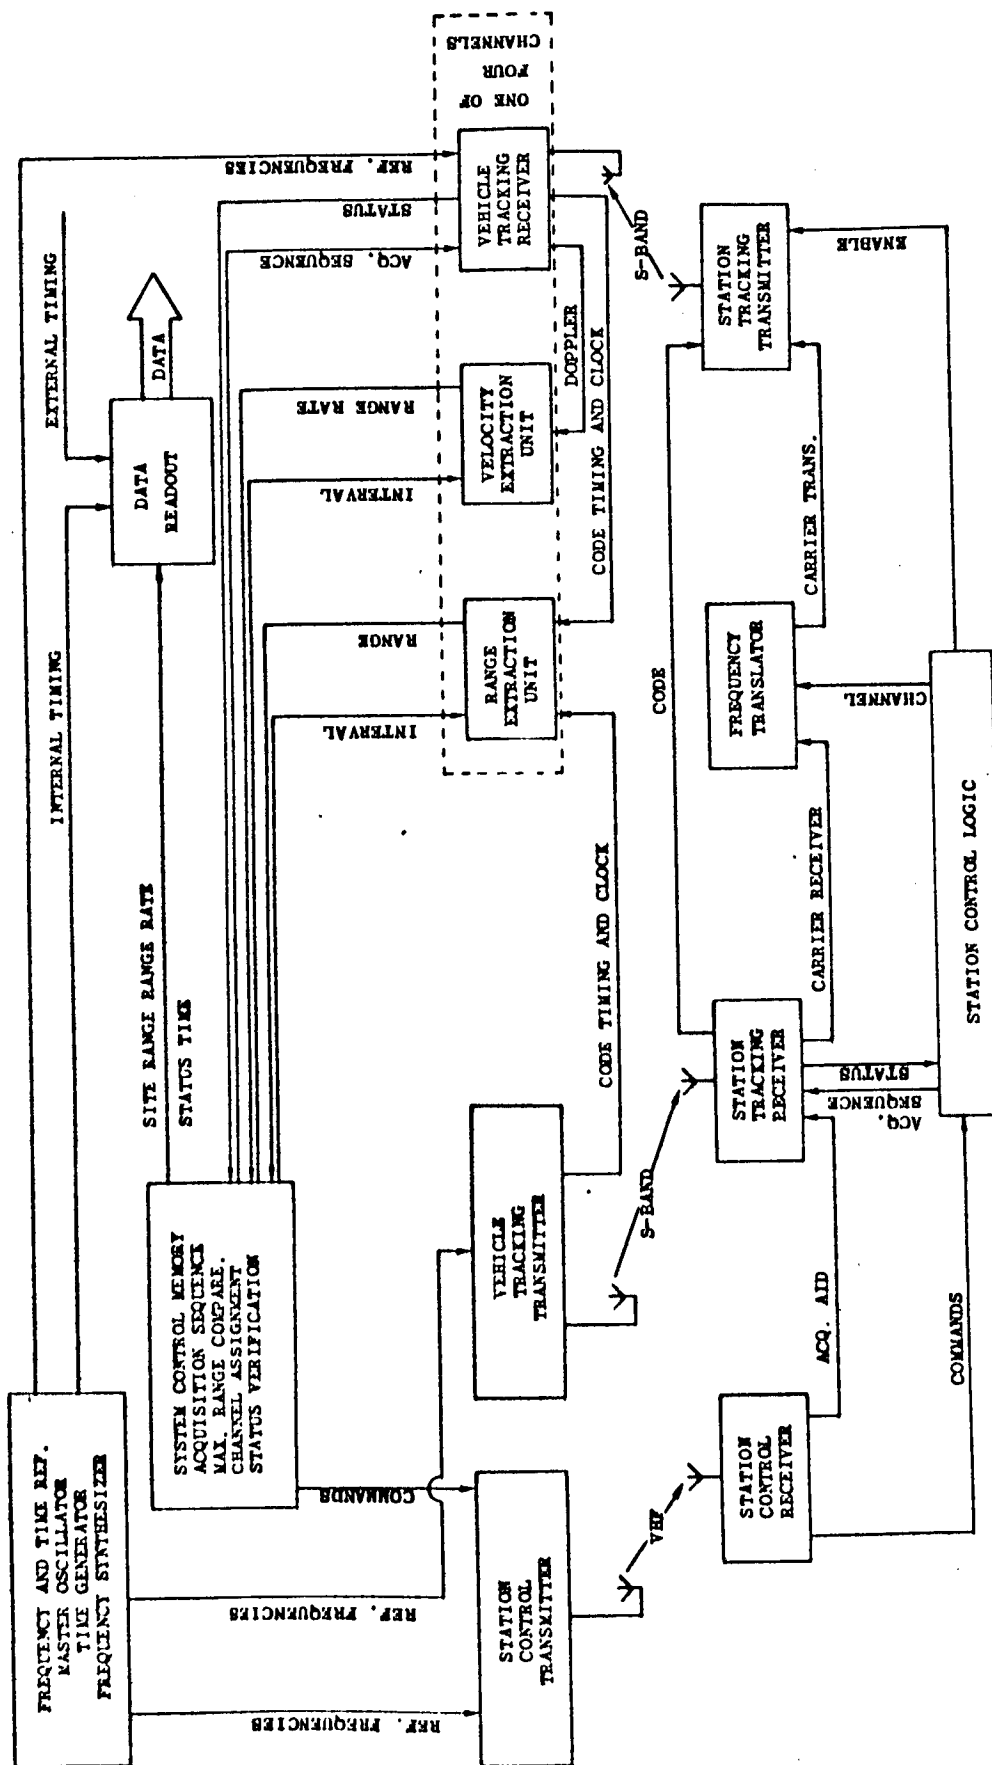 FREQUENCY AND TIME REF.
MASTER OSCILLATOR
TIME GENERATOR
FREQUENCY SYNTHESIZER
INTERNAL TIMING
EXTERNAL TIMING
DATA
READOUT
DATA
SITE RANGE RANGE RATE
STATUS TIME
SYSTEM CONTROL MEMORY
ACQUISITION SEQUENCE
MAX. RANGE COMPARE.
CHANNEL ASSIGNMENT
STATUS VERIFICATION
REF. FREQUENCIES
REF. FREQUENCIES
COMMANDS
INTERVAL
RANGE
INTERVAL
RANGE RATE
ACQ. SEQUENCE
STATUS
REF. FREQUENCIES
STATION
CONTROL
TRANSMITTER
VEHICLE
TRACKING
TRANSMITTER
RANGE
EXTRACTION
UNIT
VELOCITY
EXTRACTION
UNIT
VEHICLE
TRACKING
RECEIVER
ONE OF
FOUR
CHANNELS
DOPPLER
CODE TIMING AND CLOCK
CODE TIMING AND CLOCK
VHF
S-BAND
S-BAND
STATION
CONTROL
RECEIVER
STATION
TRACKING
RECEIVER
FREQUENCY
TRANSLATOR
STATION
TRACKING
TRANSMITTER
CODE
ACQ. AID
CARRIER RECEIVER
CARRIER TRANS.
ACQ.
SEQUENCE
STATUS
CHANNEL
ENABLE
COMMANDS
STATION CONTROL LOGIC